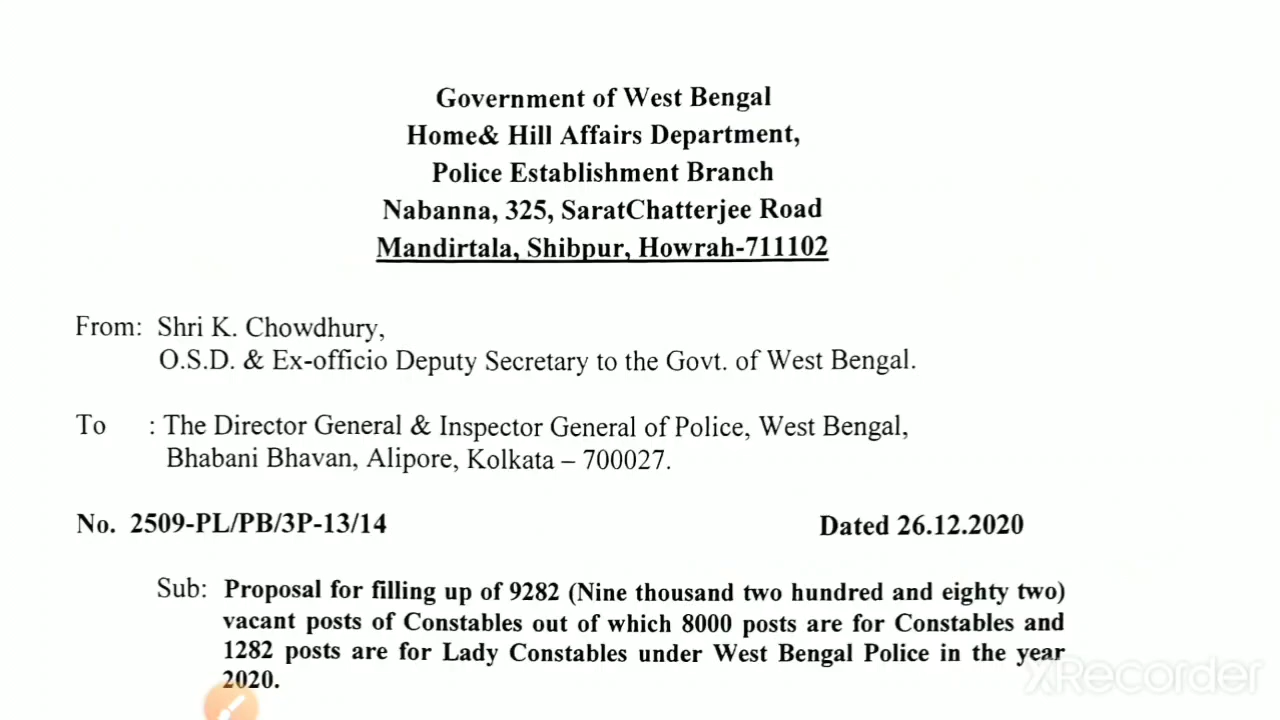 Government of West Bengal
Home& Hill Affairs Department,
Police Establishment Branch
Nabanna, 325, SaratChatterjee Road
Mandirtala, Shibpur, Howrah-711102
From: Shri K. Chowdhury,
O.S.D. & Ex-officio Deputy Secretary to the Govt. of West Bengal.
To : The Director General & Inspector General of Police, West Bengal,
Bhabani Bhavan, Alipore, Kolkata – 700027.
No. 2509-PL/PB/3P-13/14 Dated 26.12.2020
Sub: Proposal for filling up of 9282 (Nine thousand two hundred and eighty two)
vacant posts of Constables out of which 8000 posts are for Constables and
1282 posts are for Lady Constables under West Bengal Police in the year
2020.
XRecorder